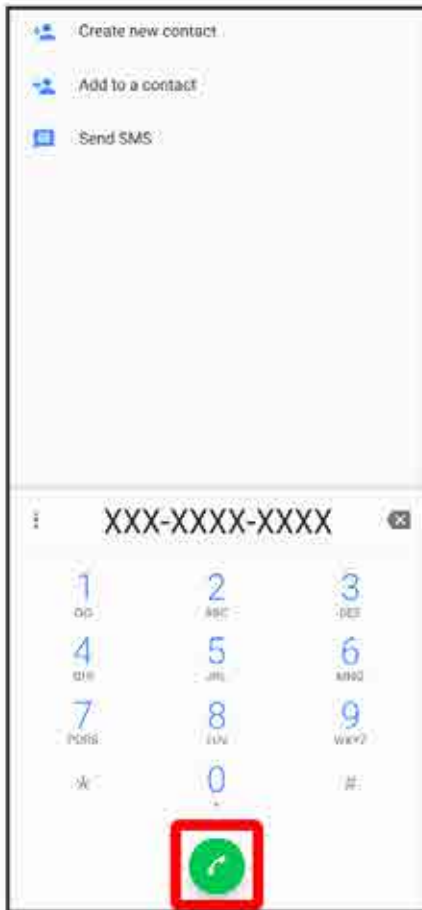 Create new contact
Add to a contact
Send SMS
XXX-XXXX-XXXX
1 2 3
ABC DEF
4 5 6
GHI JKL MNO
7 8 9
PQRS TUV WXYZ
* 0 #
+